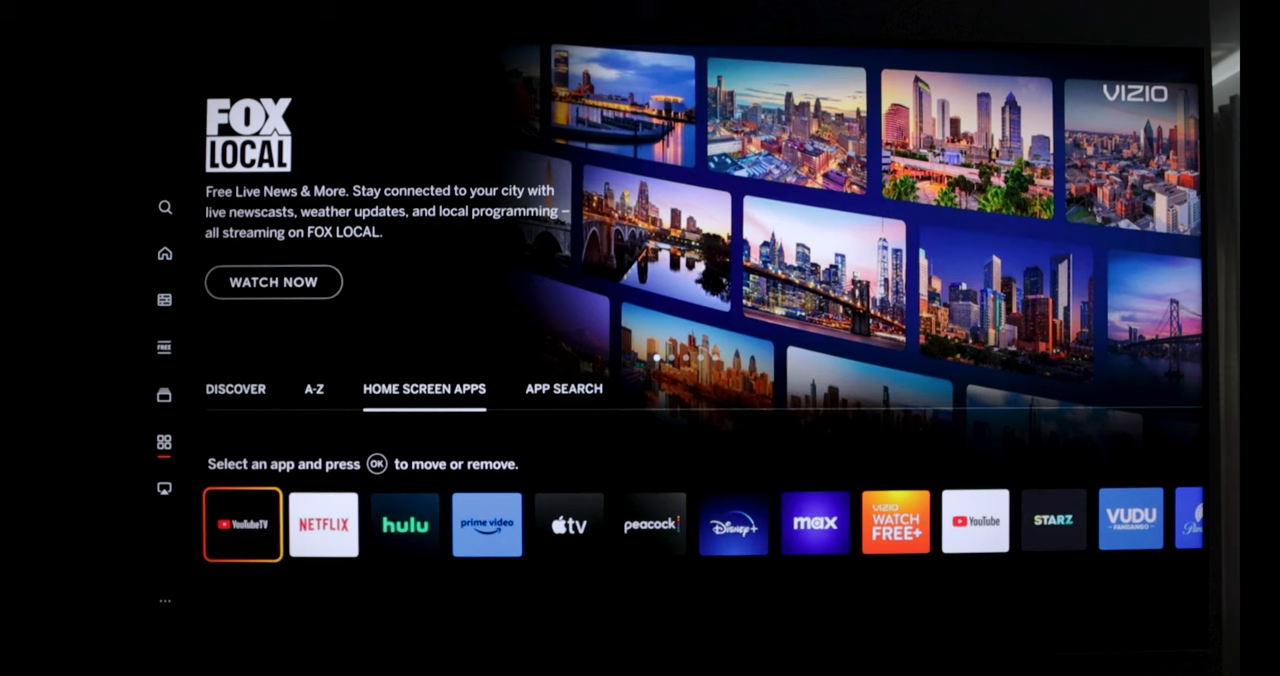 VIZIO
FOX
LOCAL
Free Live News & More. Stay connected to your city with
live newscasts, weather updates, and local programming –
all streaming on FOX LOCAL.
WATCH NOW
FREE
DISCOVER A-Z HOME SCREEN APPS APP SEARCH
Select an app and press OK to move or remove.
YouTubeTV
NETFLIX
hulu
prime video
tv
peacock
Disney+
max
VIZIO
WATCH
FREE+
YouTube
STARZ
VUDU
FANDANGO